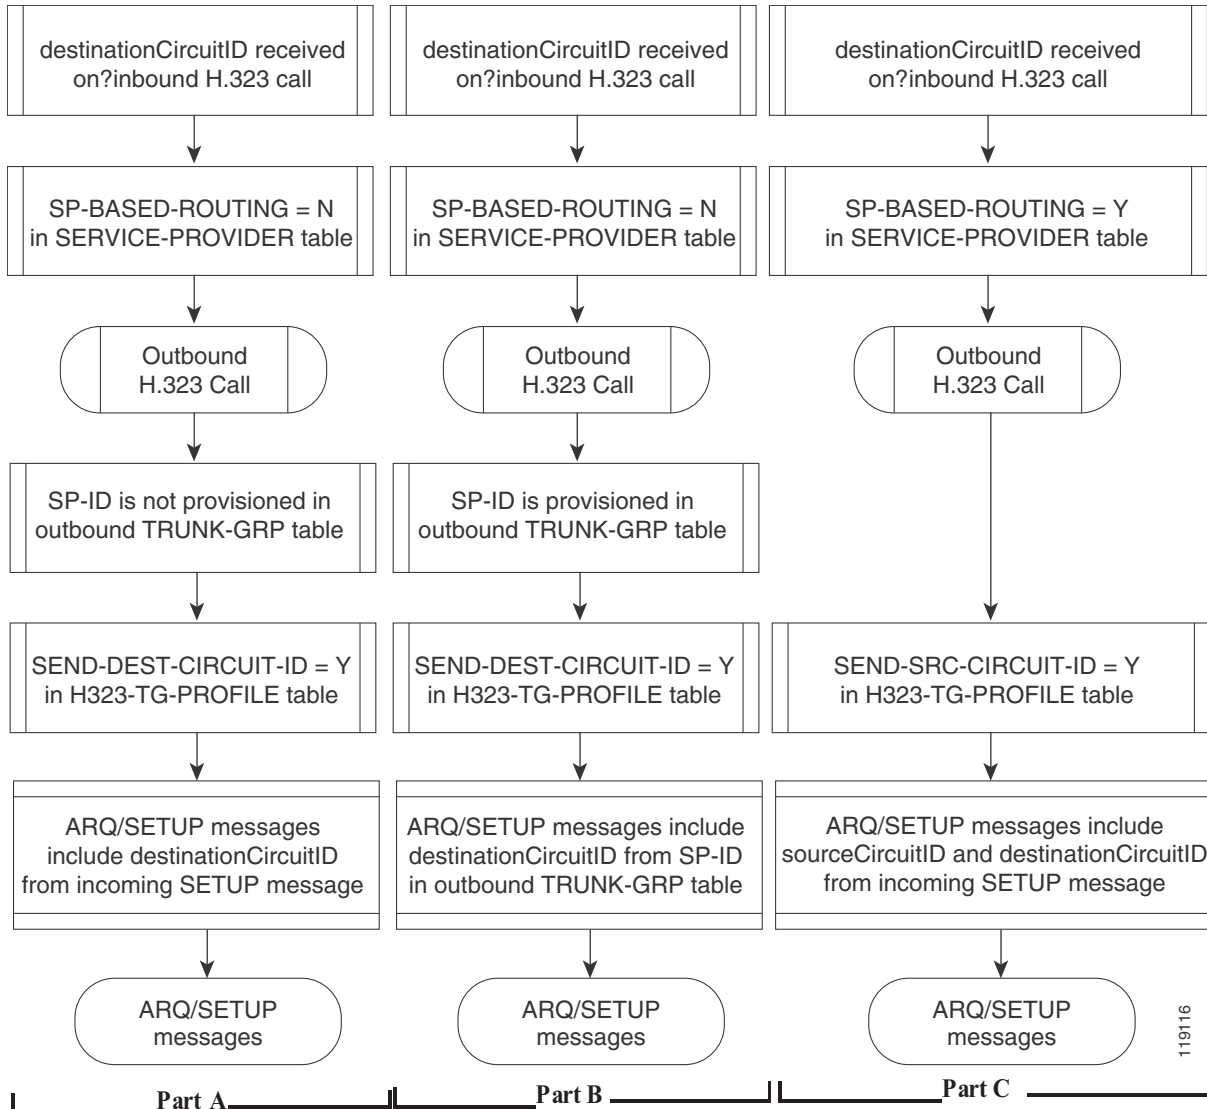 destinationCircuitID received
on?inbound H.323 call
SP-BASED-ROUTING = N
in SERVICE-PROVIDER table
Outbound
H.323 Call
SP-ID is not provisioned in
outbound TRUNK-GRP table
SEND-DEST-CIRCUIT-ID = Y
in H323-TG-PROFILE table
ARQ/SETUP messages
include destinationCircuitID
from incoming SETUP message
ARQ/SETUP
messages
Part A
destinationCircuitID received
on?inbound H.323 call
SP-BASED-ROUTING = N
in SERVICE-PROVIDER table
Outbound
H.323 Call
SP-ID is provisioned in
outbound TRUNK-GRP table
SEND-DEST-CIRCUIT-ID = Y
in H323-TG-PROFILE table
ARQ/SETUP messages include
destinationCircuitID from SP-ID
in outbound TRUNK-GRP table
ARQ/SETUP
messages
Part B
destinationCircuitID received
on?inbound H.323 call
SP-BASED-ROUTING = Y
in SERVICE-PROVIDER table
Outbound
H.323 Call
SEND-SRC-CIRCUIT-ID = Y
in H323-TG-PROFILE table
ARQ/SETUP messages include
sourceCircuitID and destinationCircuitID
from incoming SETUP message
ARQ/SETUP
messages
Part C
119116